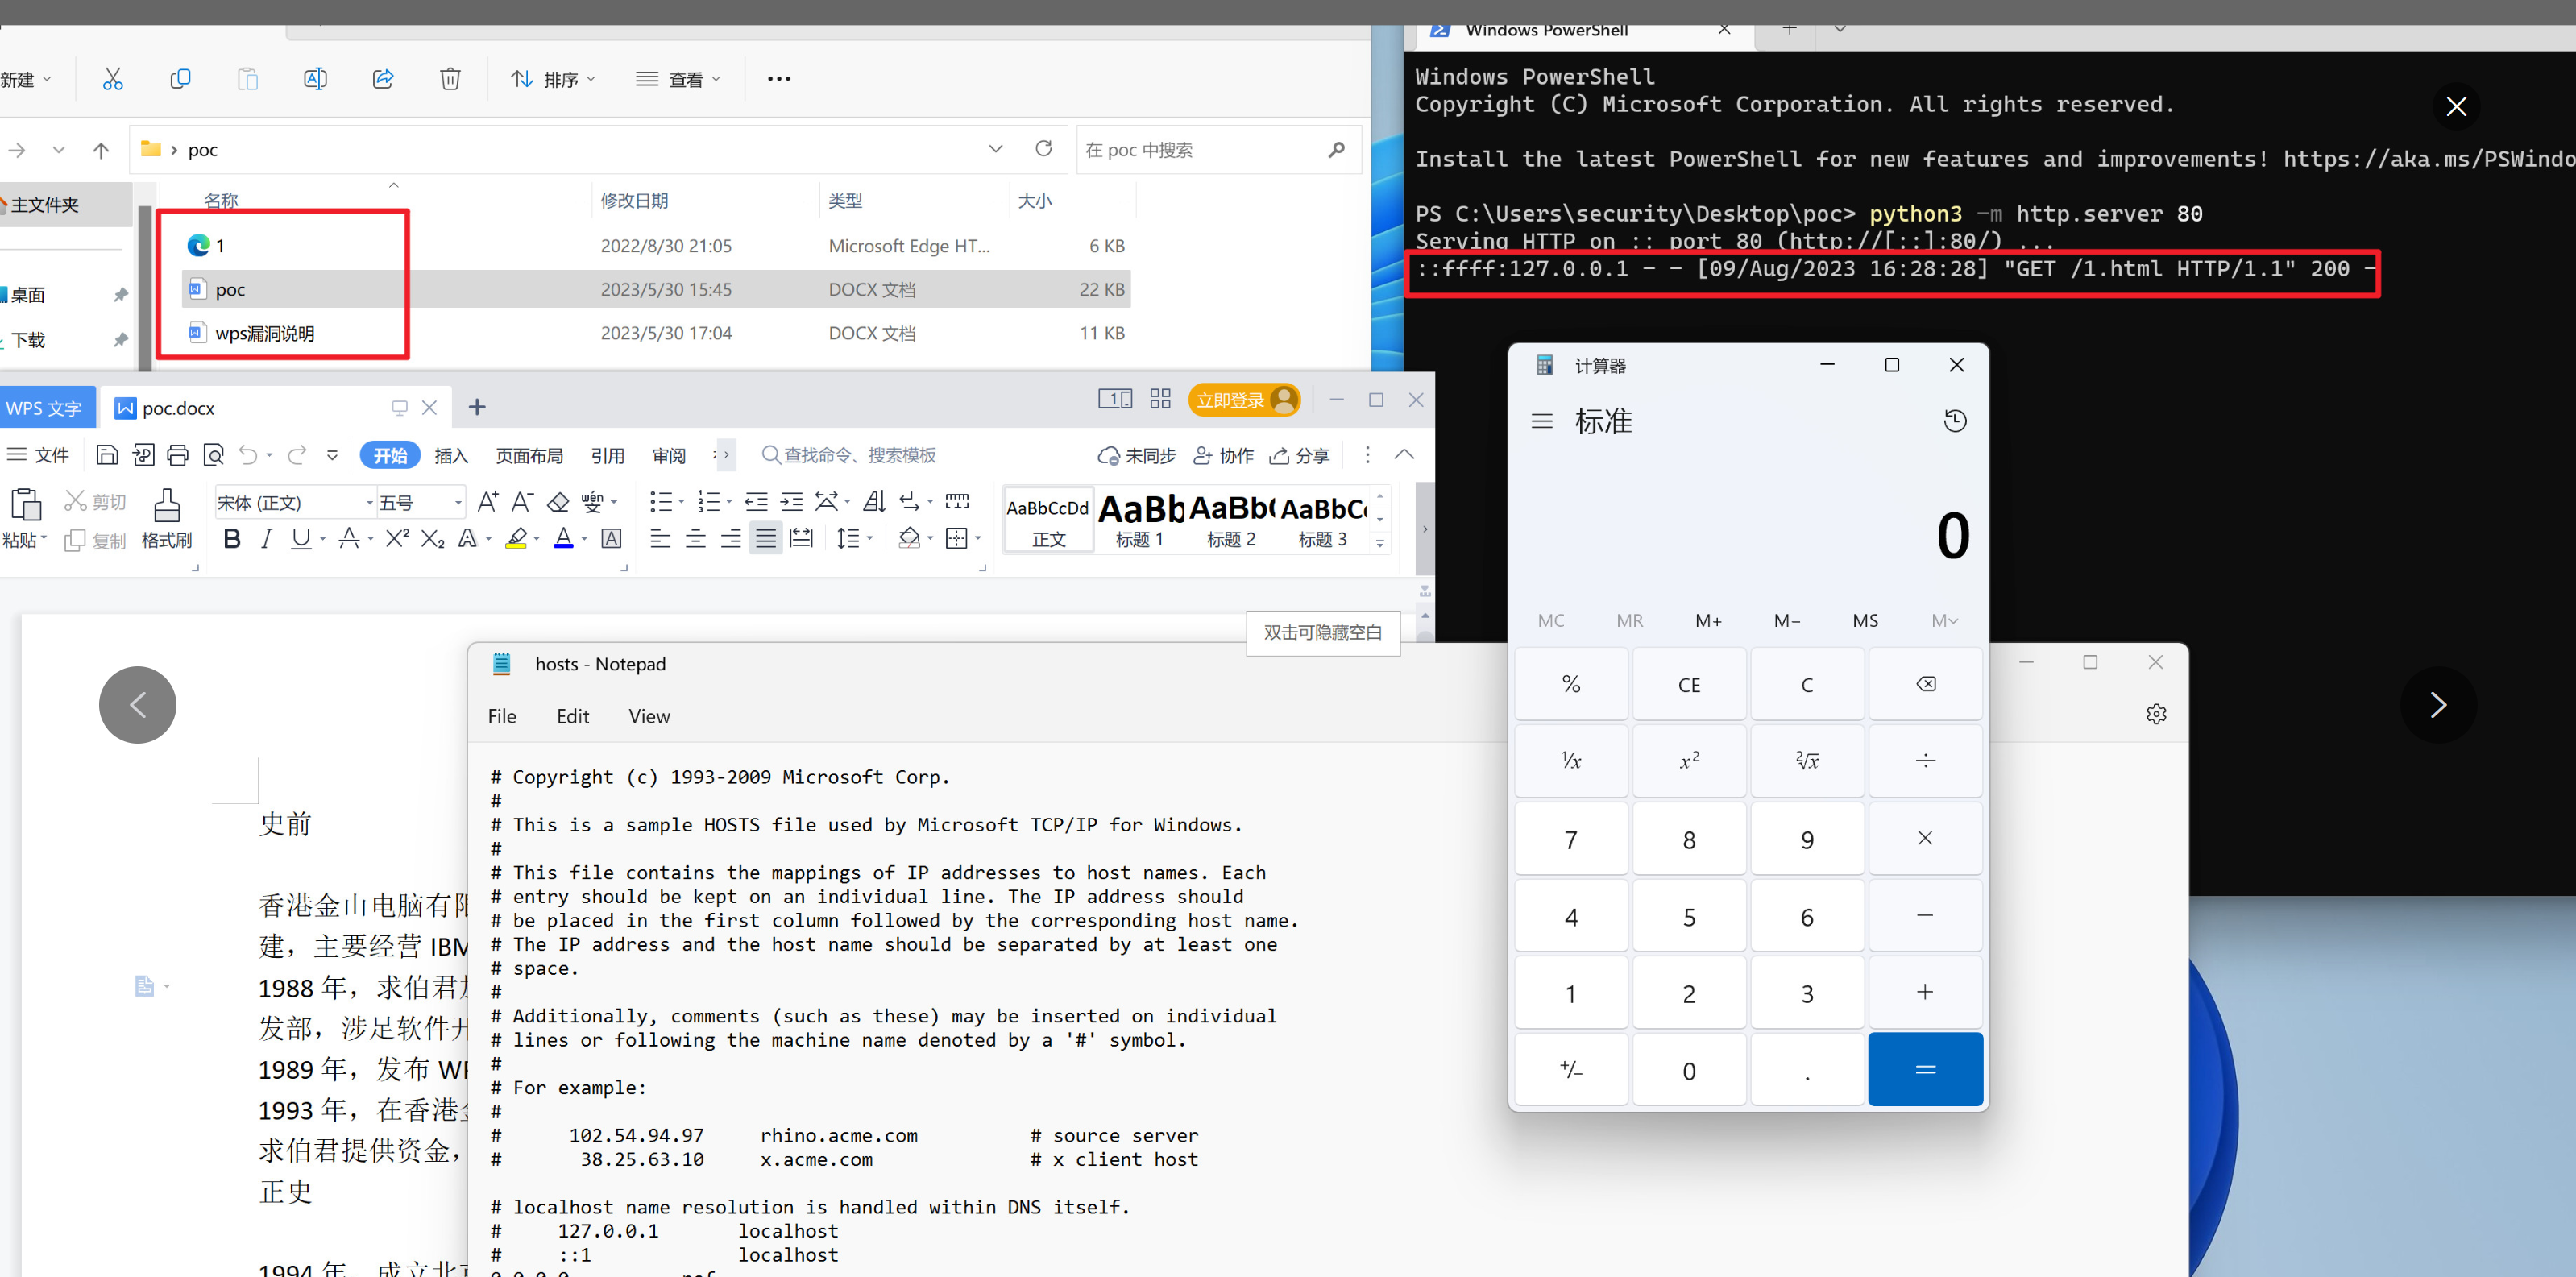 新建
排序
查看
poc
在 poc 中搜索
主文件夹
桌面
下载
名称 修改日期 类型 大小
1 2022/8/30 21:05 Microsoft Edge HT... 6 KB
poc 2023/5/30 15:45 DOCX 文档 22 KB
wps漏洞说明 2023/5/30 17:04 DOCX 文档 11 KB
Windows PowerShell
Windows PowerShell
Copyright (C) Microsoft Corporation. All rights reserved.
Install the latest PowerShell for new features and improvements! https://aka.ms/PSWindo
PS C:\Users\security\Desktop\poc> python3 -m http.server 80
Serving HTTP on :: port 80 (http://[::]:80/) ...
::ffff:127.0.0.1 - - [09/Aug/2023 16:28:28] "GET /1.html HTTP/1.1" 200 -
WPS 文字
poc.docx
立即登录
文件
开始 插入 页面布局 引用 审阅
查找命令、搜索模板
未同步 协作 分享
粘贴 剪切 复制 格式刷
宋体 (正文) 五号
wén 变
B I U A X² X₂ A A A
AaBbCcDd AaBb AaBb( AaBbC(
正文 标题 1 标题 2 标题 3
双击可隐藏空白
史前
香港金山电脑有
建，主要经营 IBM
1988 年，求伯君
发部，涉足软件
1989 年，发布
1993 年，在香港
求伯君提供资金，
正史
1994 年，成立北
hosts - Notepad
File Edit View
# Copyright (c) 1993-2009 Microsoft Corp.
#
# This is a sample HOSTS file used by Microsoft TCP/IP for Windows.
#
# This file contains the mappings of IP addresses to host names. Each
# entry should be kept on an individual line. The IP address should
# be placed in the first column followed by the corresponding host name.
# The IP address and the host name should be separated by at least one
# space.
#
# Additionally, comments (such as these) may be inserted on individual
# lines or following the machine name denoted by a '#' symbol.
#
# For example:
#
# 102.54.94.97 rhino.acme.com # source server
# 38.25.63.10 x.acme.com # x client host
# localhost name resolution is handled within DNS itself.
# 127.0.0.1 localhost
# ::1 localhost
计算器
标准
0
MC MR M+ M− MS M
% CE C
¹/x x² ²√x ÷
7 8 9 ×
4 5 6 −
1 2 3 +
+/− 0 . =